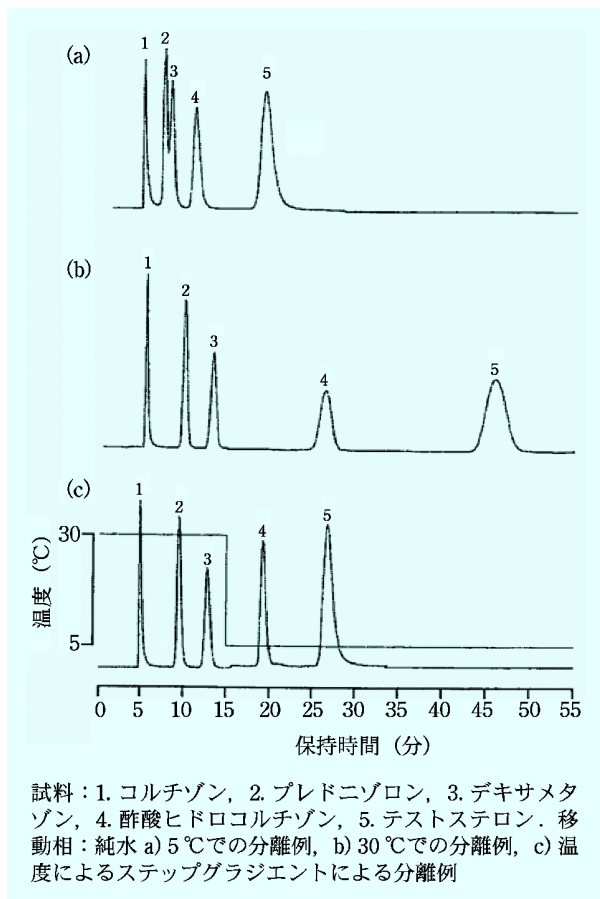 (a)
1
2
3
4
5
(b)
1
2
3
4
5
(c)
1
2
3
4
5
30
5
温度（℃）
0 5 10 15 20 25 30 35 40 45 50 55
保持時間（分）
試料：1. コルチゾン，2. プレドニゾロン，3. デキサメタ
ゾン，4. 酢酸ヒドロコルチゾン，5. テストステロン．移
動相：純水 a) 5 ℃での分離例，b) 30 ℃での分離例，c) 温
度によるステップグラジエントによる分離例